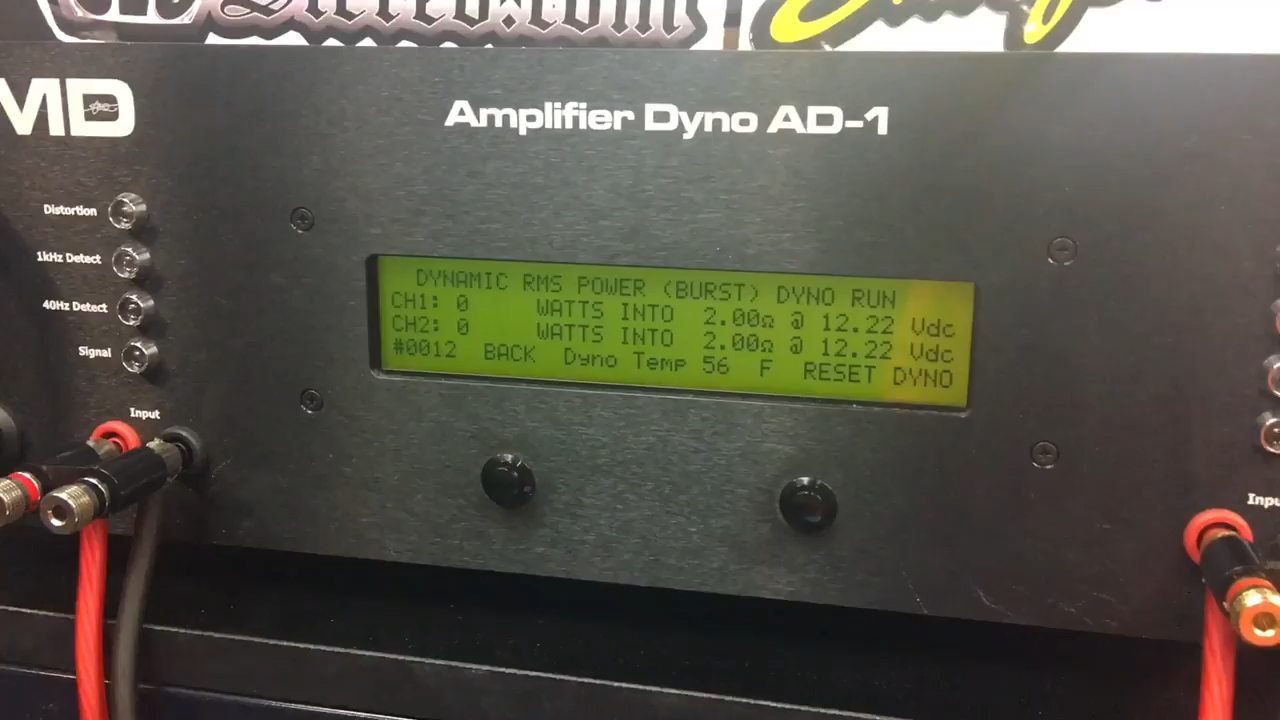 Stereo.com
MD
Amplifier Dyno AD-1
Distortion
1kHz Detect
40Hz Detect
Signal
Input
DYNAMIC RMS POWER (BURST) DYNO RUN
CH1: 0 WATTS INTO 2.00Ω @ 12.22 Vdc
CH2: 0 WATTS INTO 2.00Ω @ 12.22 Vdc
#0012 BACK Dyno Temp 56 F RESET DYNO